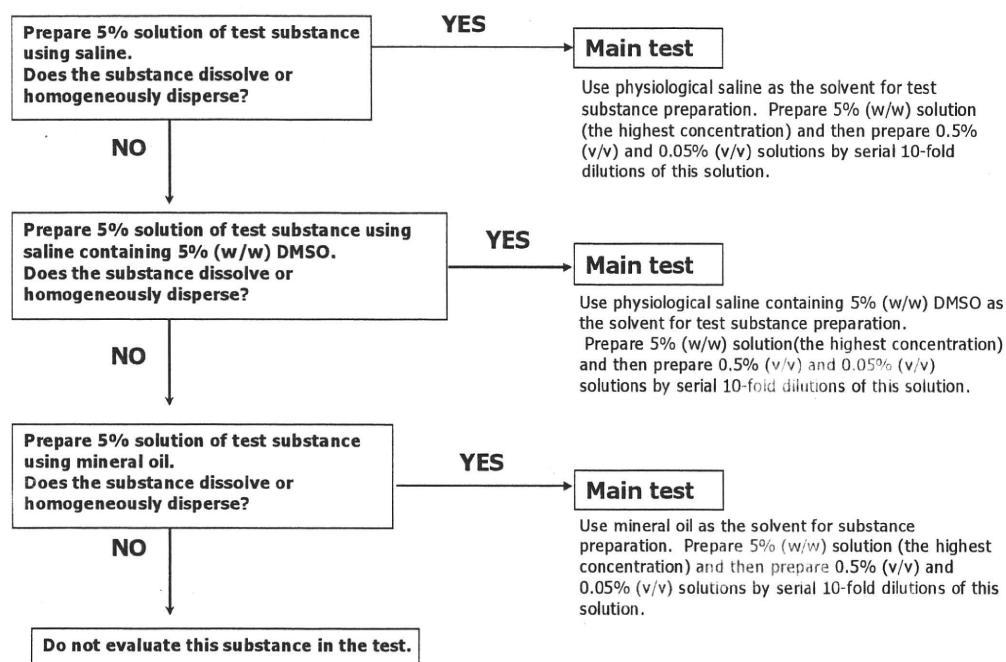 Prepare 5% solution of test substance
using saline.
Does the substance dissolve or
homogeneously disperse?
YES
Main test
Use physiological saline as the solvent for test
substance preparation. Prepare 5% (w/w) solution
(the highest concentration) and then prepare 0.5%
(v/v) and 0.05% (v/v) solutions by serial 10-fold
dilutions of this solution.
NO
Prepare 5% solution of test substance using
saline containing 5% (w/w) DMSO.
Does the substance dissolve or
homogeneously disperse?
YES
Main test
Use physiological saline containing 5% (w/w) DMSO as
the solvent for test substance preparation.
Prepare 5% (w/w) solution(the highest concentration)
and then prepare 0.5% (v/v) and 0.05% (v/v)
solutions by serial 10-fold dilutions of this solution.
NO
Prepare 5% solution of test substance
using mineral oil.
Does the substance dissolve or
homogeneously disperse?
YES
Main test
Use mineral oil as the solvent for substance
preparation. Prepare 5% (w/w) solution (the highest
concentration) and then prepare 0.5% (v/v) and
0.05% (v/v) solutions by serial 10-fold dilutions of this
solution.
NO
Do not evaluate this substance in the test.